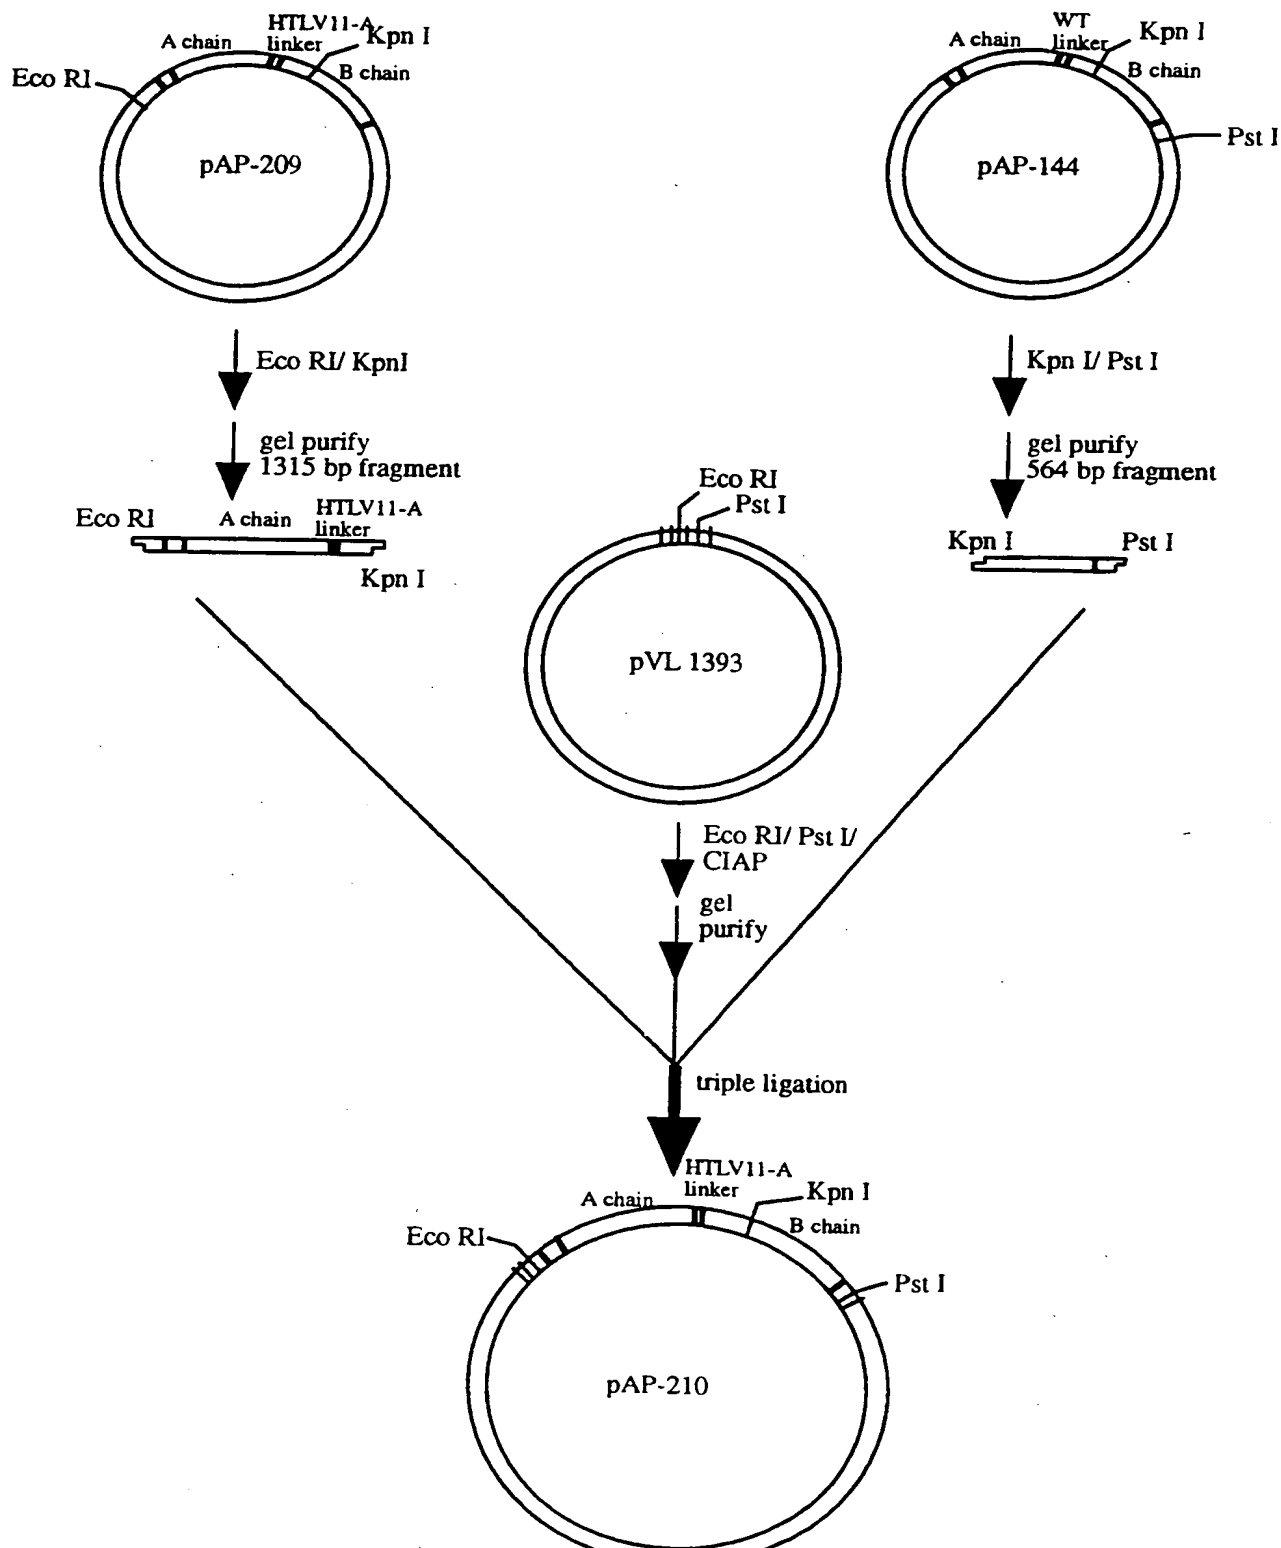 HTLV11-A
linker
A chain
Kpn I
B chain
Eco RI
pAP-209
WT
linker
A chain
Kpn I
B chain
Pst I
pAP-144
Eco RI/ KpnI
gel purify
1315 bp fragment
Eco RI
A chain
HTLV11-A
linker
Kpn I
Kpn I/ Pst I
gel purify
564 bp fragment
Kpn I
Pst I
Eco RI
Pst I
pVL 1393
Eco RI/ Pst I/
CIAP
gel
purify
triple ligation
HTLV11-A
linker
A chain
Kpn I
B chain
Eco RI
Pst I
pAP-210